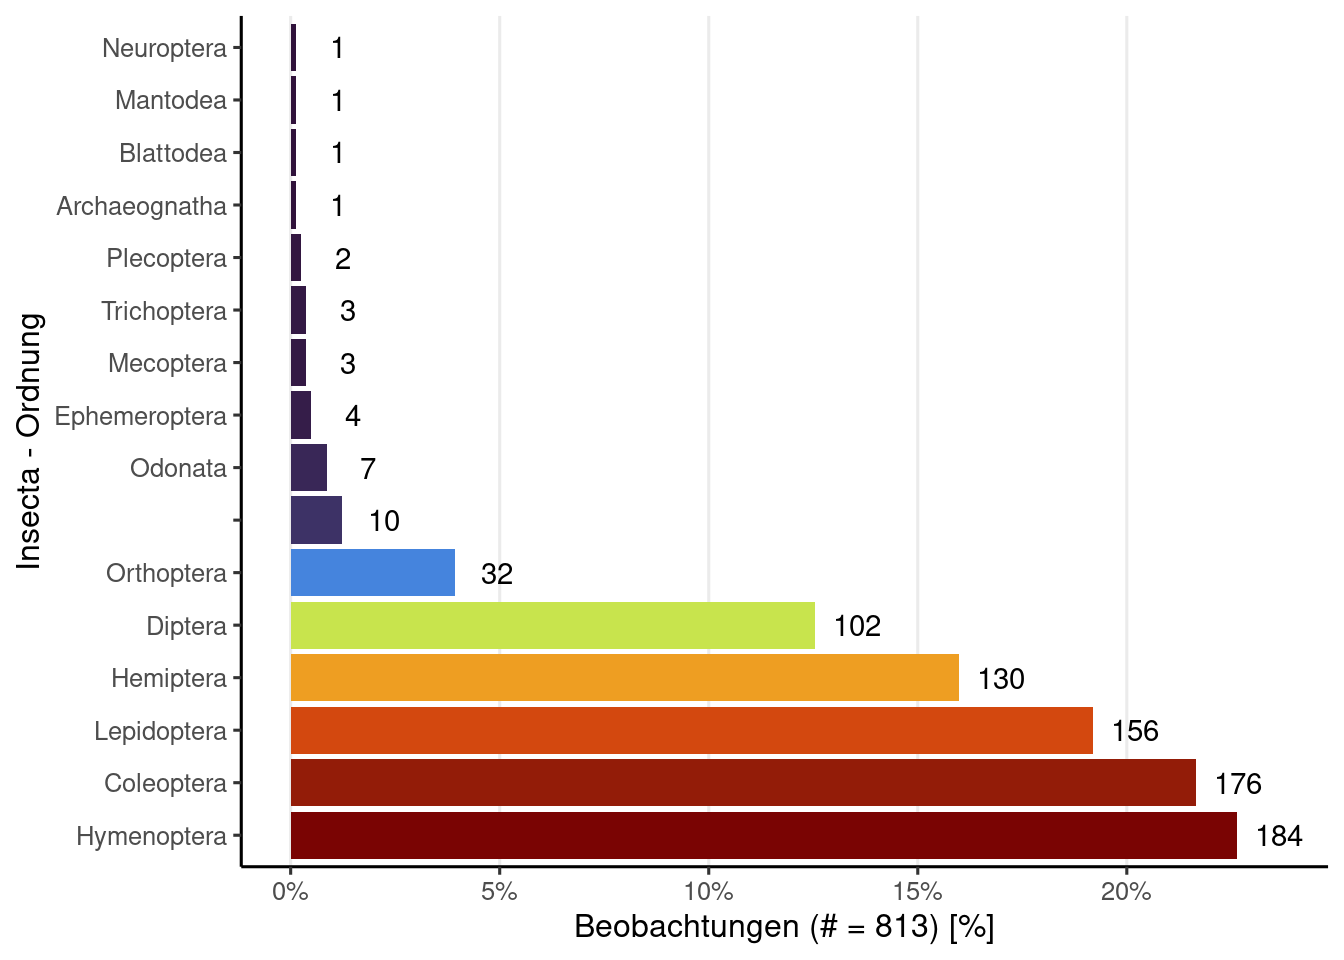 Insecta - Ordnung
Neuroptera 1
Mantodea 1
Blattodea 1
Archaeognatha 1
Plecoptera 2
Trichoptera 3
Mecoptera 3
Ephemeroptera 4
Odonata 7
10
Orthoptera 32
Diptera 102
Hemiptera 130
Lepidoptera 156
Coleoptera 176
Hymenoptera 184
0% 5% 10% 15% 20%
Beobachtungen (# = 813) [%]